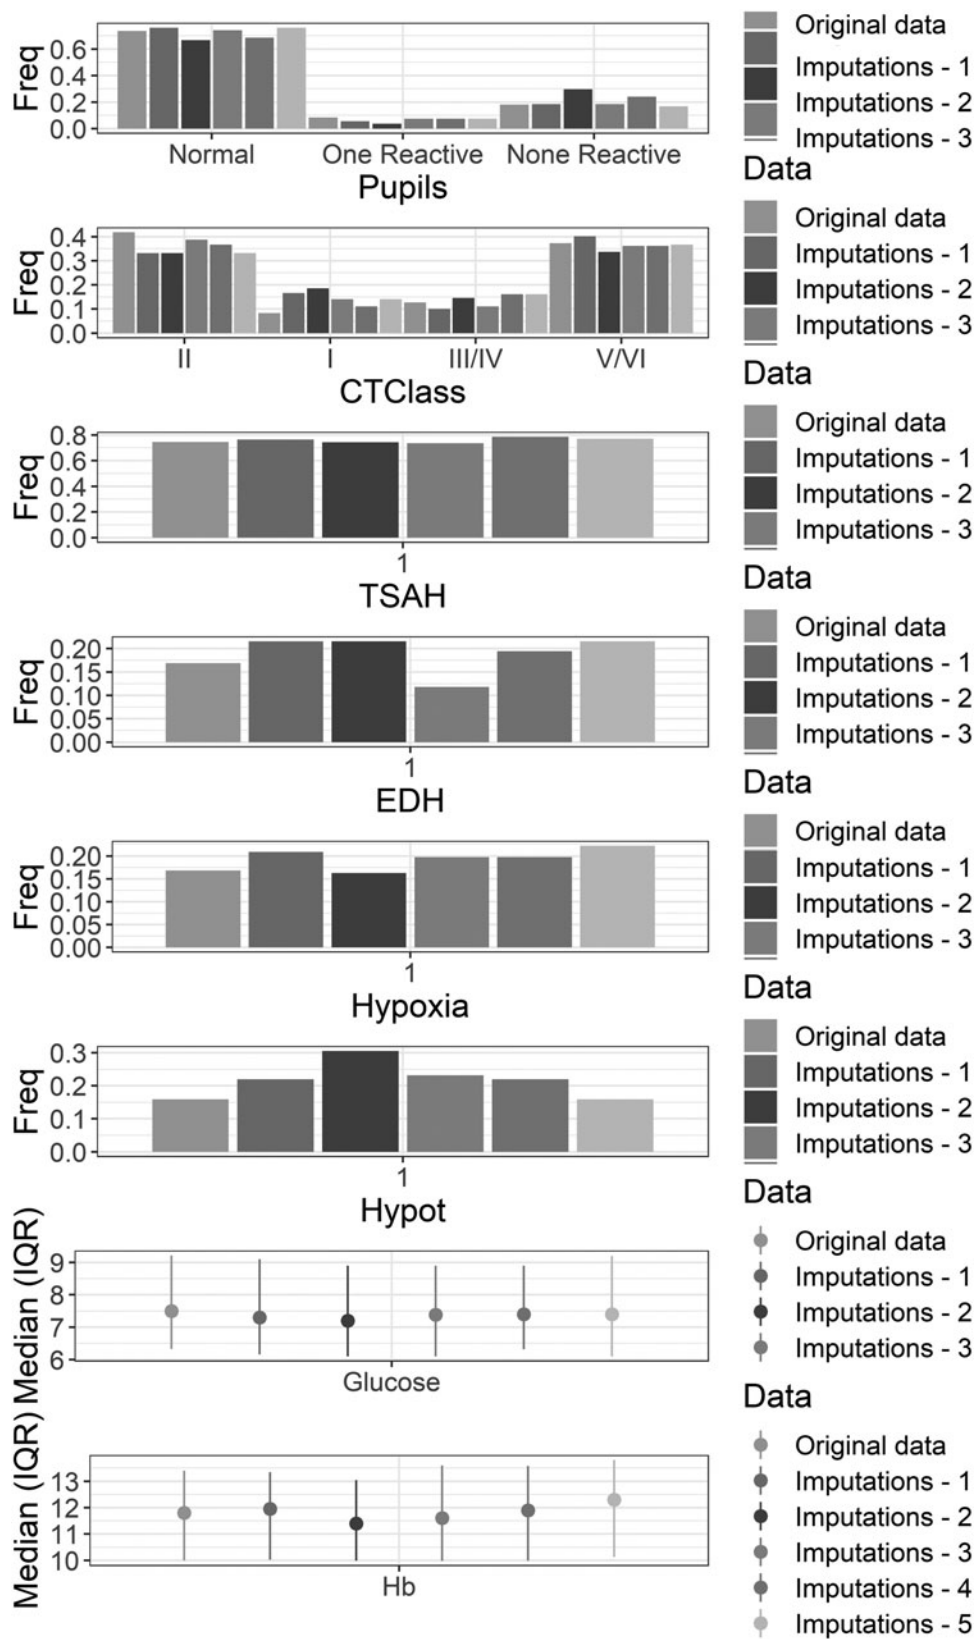 Freq
0.6
0.4
0.2
0.0
Normal One Reactive None Reactive
Pupils
Original data
Imputations - 1
Imputations - 2
Imputations - 3
Data
Freq
0.4
0.3
0.2
0.1
0.0
II I III/IV V/VI
CTClass
Original data
Imputations - 1
Imputations - 2
Imputations - 3
Data
Freq
0.8
0.6
0.4
0.2
0.0
1
TSAH
Original data
Imputations - 1
Imputations - 2
Imputations - 3
Data
Freq
0.20
0.15
0.10
0.05
0.00
1
EDH
Original data
Imputations - 1
Imputations - 2
Imputations - 3
Data
Freq
0.20
0.15
0.10
0.05
0.00
1
Hypoxia
Original data
Imputations - 1
Imputations - 2
Imputations - 3
Data
Freq
0.3
0.2
0.1
0.0
1
Hypot
Original data
Imputations - 1
Imputations - 2
Imputations - 3
Data
Median (IQR)
9
8
7
6
Glucose
Original data
Imputations - 1
Imputations - 2
Imputations - 3
Data
Median (IQR)
13
12
11
10
Hb
Original data
Imputations - 1
Imputations - 2
Imputations - 3
Imputations - 4
Imputations - 5